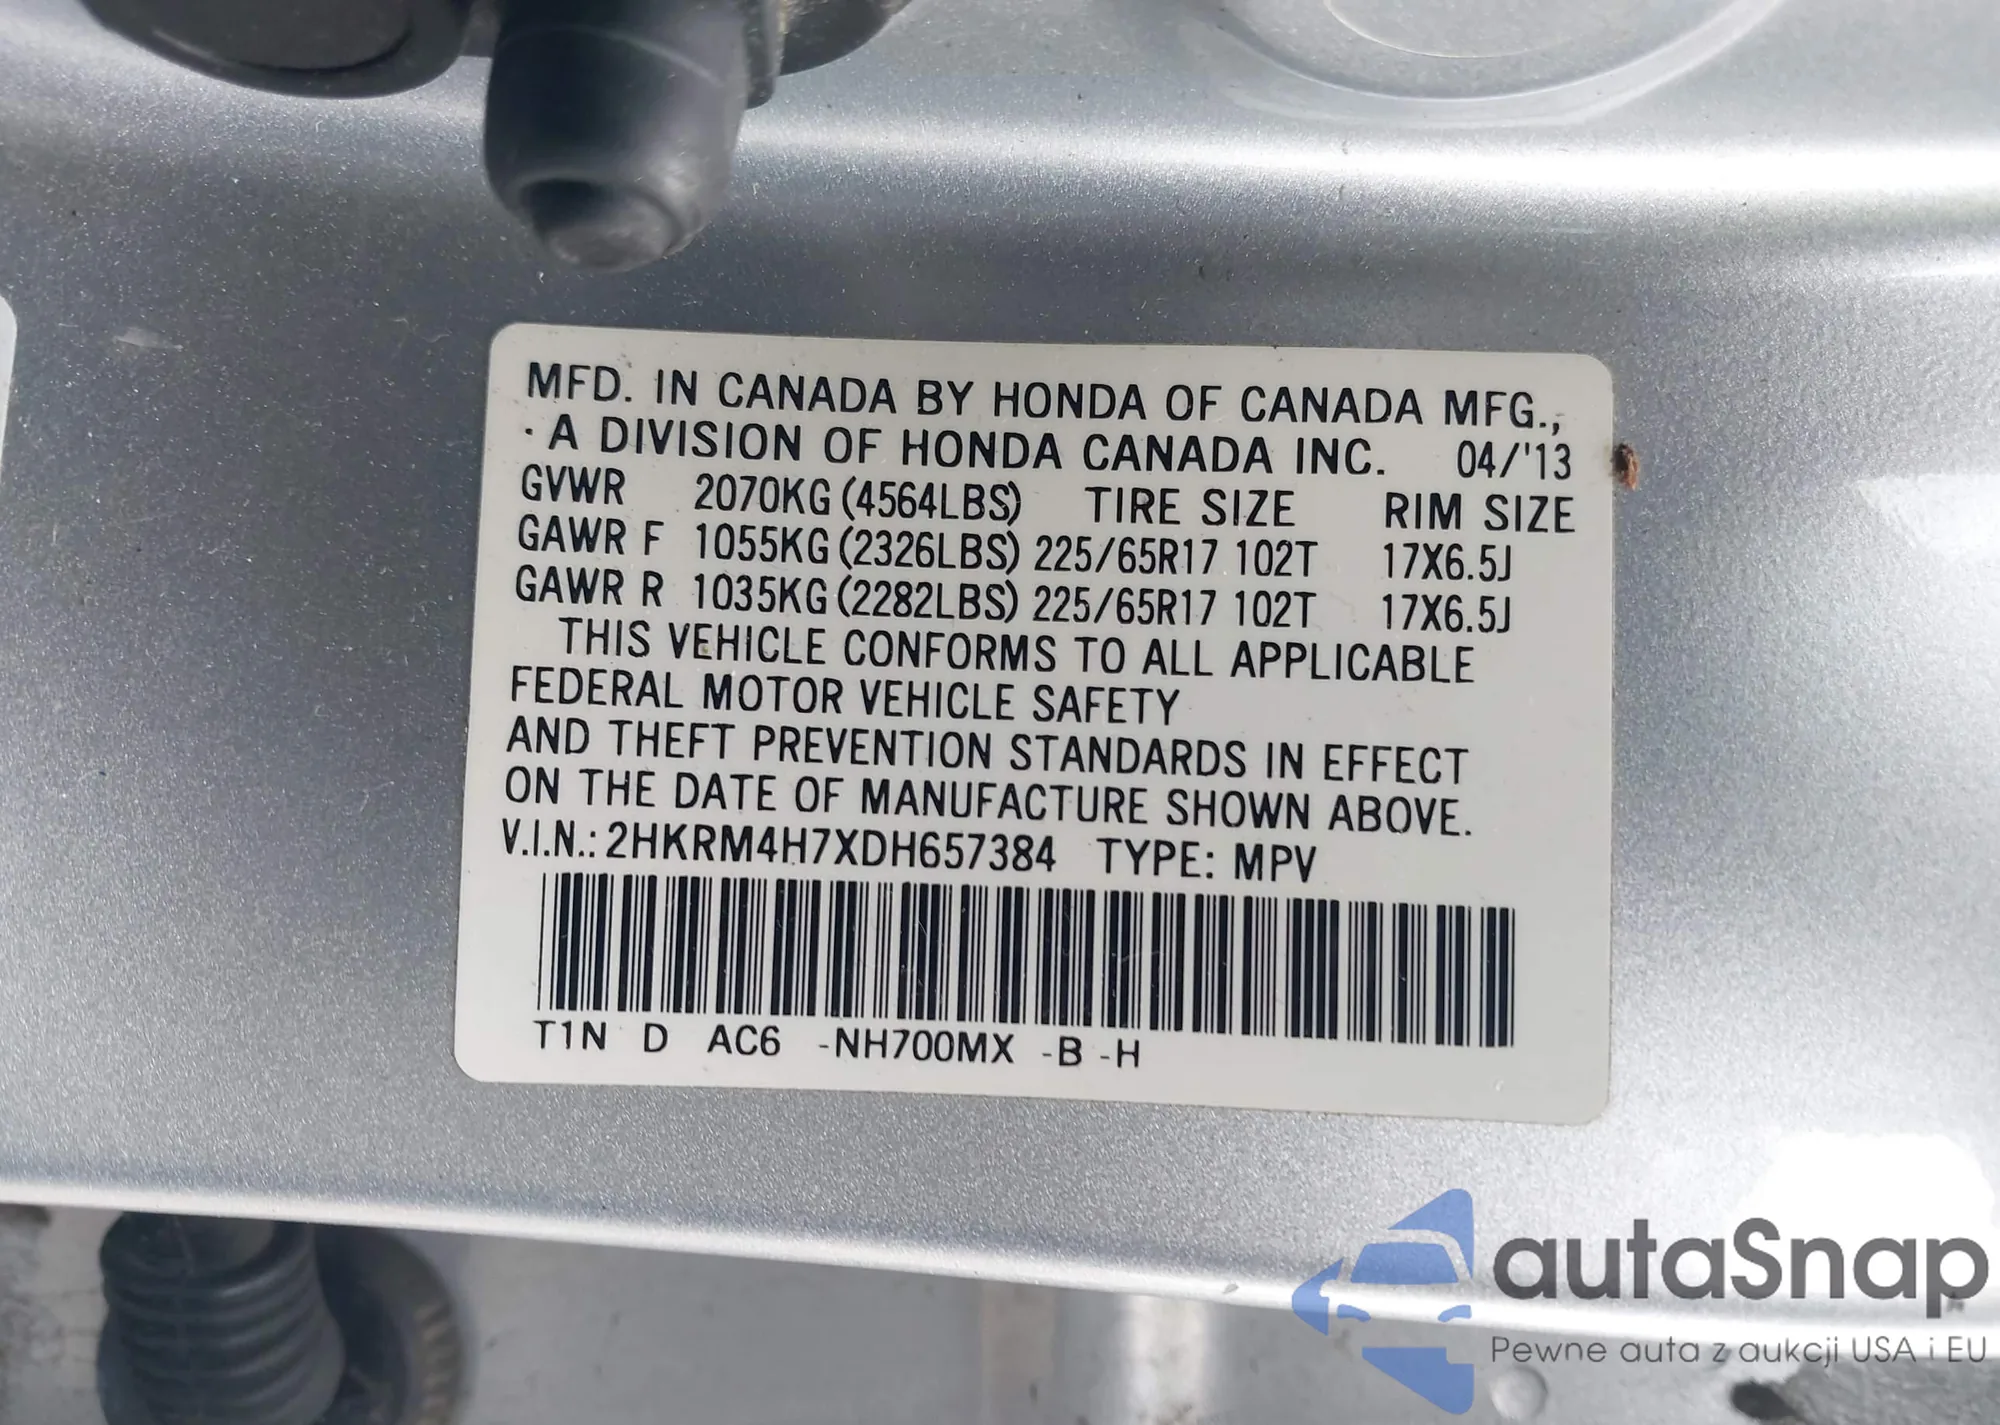 MFD. IN CANADA BY HONDA OF CANADA MFG.,
· A DIVISION OF HONDA CANADA INC. 04/'13
GVWR 2070KG (4564LBS) TIRE SIZE RIM SIZE
GAWR F 1055KG (2326LBS) 225/65R17 102T 17X6.5J
GAWR R 1035KG (2282LBS) 225/65R17 102T 17X6.5J
THIS VEHICLE CONFORMS TO ALL APPLICABLE
FEDERAL MOTOR VEHICLE SAFETY
AND THEFT PREVENTION STANDARDS IN EFFECT
ON THE DATE OF MANUFACTURE SHOWN ABOVE.
V.I.N.: 2HKRM4H7XDH657384 TYPE: MPV
T1N D AC6 -NH700MX -B -H
autaSnap
Pewne auta z aukcji USA i EU